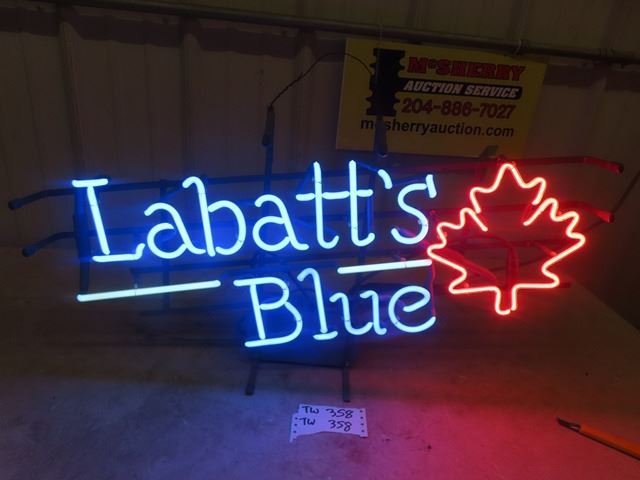 McSHERRY
AUCTION SERVICE
204-886-7027
mcsherryauction.com
Labatt's
Blue
TW 358
TW 358